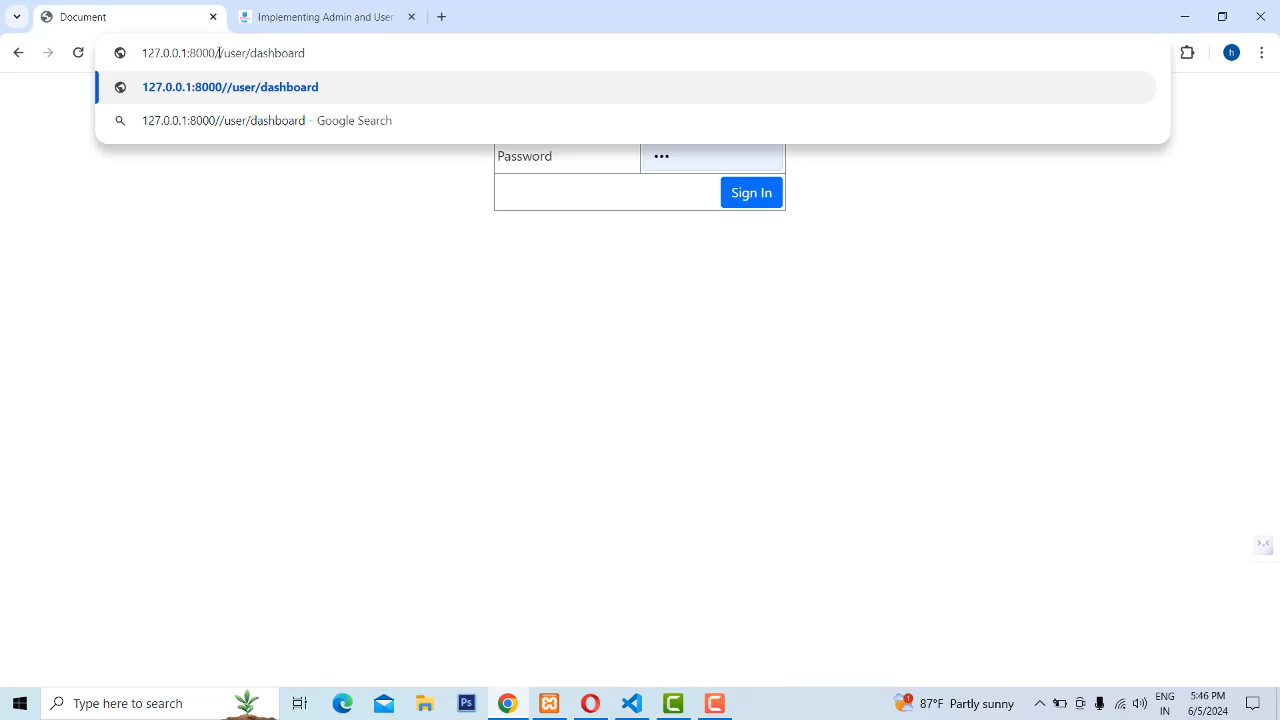 Document
Implementing Admin and User
127.0.0.1:8000//user/dashboard
h
127.0.0.1:8000//user/dashboard
127.0.0.1:8000//user/dashboard - Google Search
Password •••
Sign In
Type here to search
Ps
1
87°F Partly sunny
ENG
IN
5:46 PM
6/5/2024